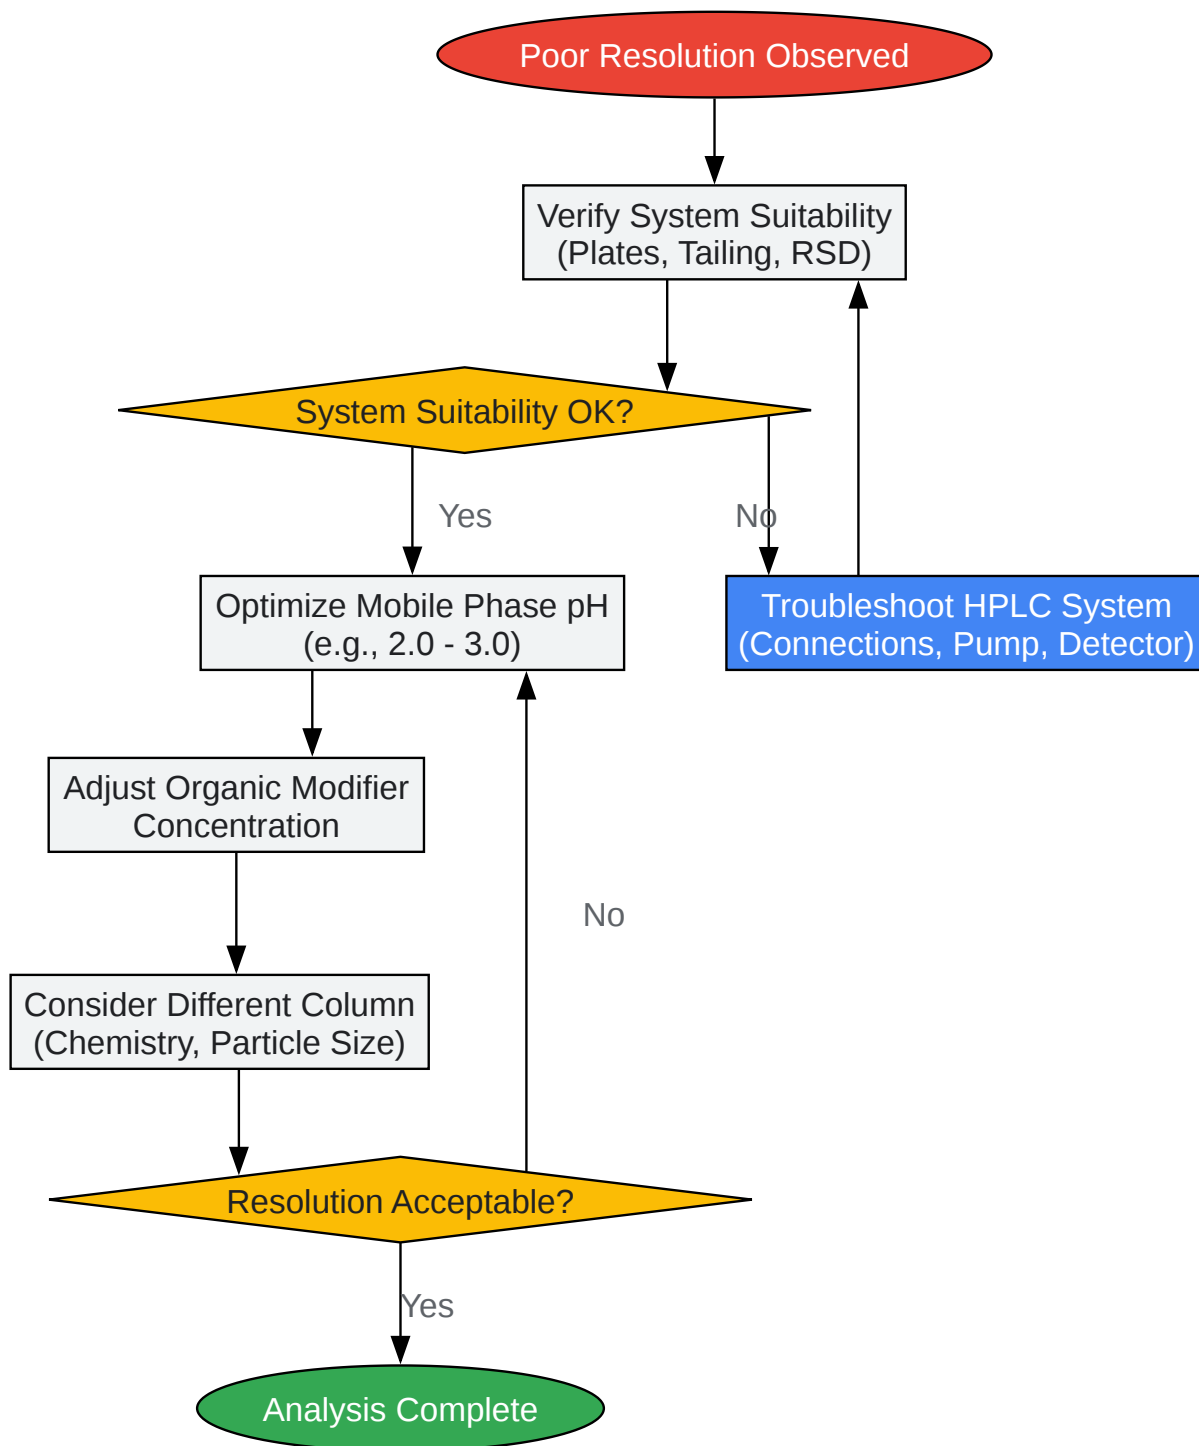 Poor Resolution Observed
Verify System Suitability
(Plates, Tailing, RSD)
System Suitability OK?
Yes
No
Optimize Mobile Phase pH
(e.g., 2.0 - 3.0)
Troubleshoot HPLC System
(Connections, Pump, Detector)
Adjust Organic Modifier
Concentration
No
Consider Different Column
(Chemistry, Particle Size)
Resolution Acceptable?
Yes
Analysis Complete